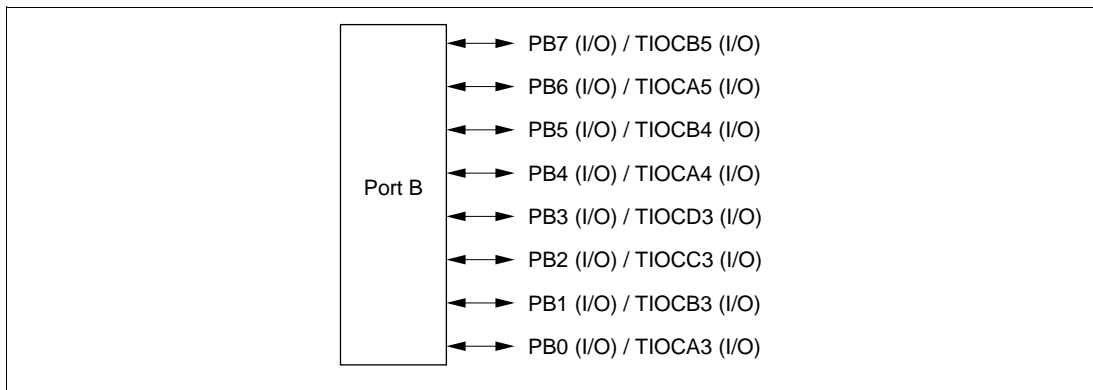 PB7 (I/O) / TIOCB5 (I/O)
PB6 (I/O) / TIOCA5 (I/O)
PB5 (I/O) / TIOCB4 (I/O)
PB4 (I/O) / TIOCA4 (I/O)
Port B
PB3 (I/O) / TIOCD3 (I/O)
PB2 (I/O) / TIOCC3 (I/O)
PB1 (I/O) / TIOCB3 (I/O)
PB0 (I/O) / TIOCA3 (I/O)